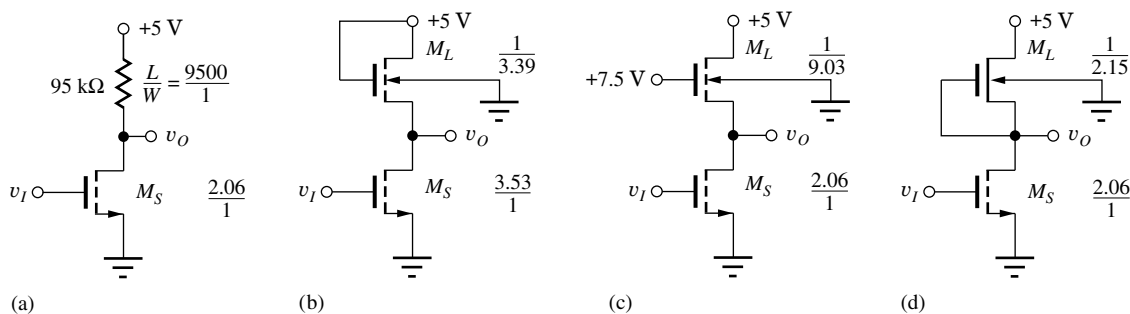 +5 V
95 kΩ
L/W = 9500/1
v_O
v_I
M_S
2.06/1
(a)
+5 V
M_L
1/3.39
v_O
v_I
M_S
3.53/1
(b)
+5 V
M_L
1/9.03
+7.5 V
v_O
v_I
M_S
2.06/1
(c)
+5 V
M_L
1/2.15
v_O
v_I
M_S
2.06/1
(d)